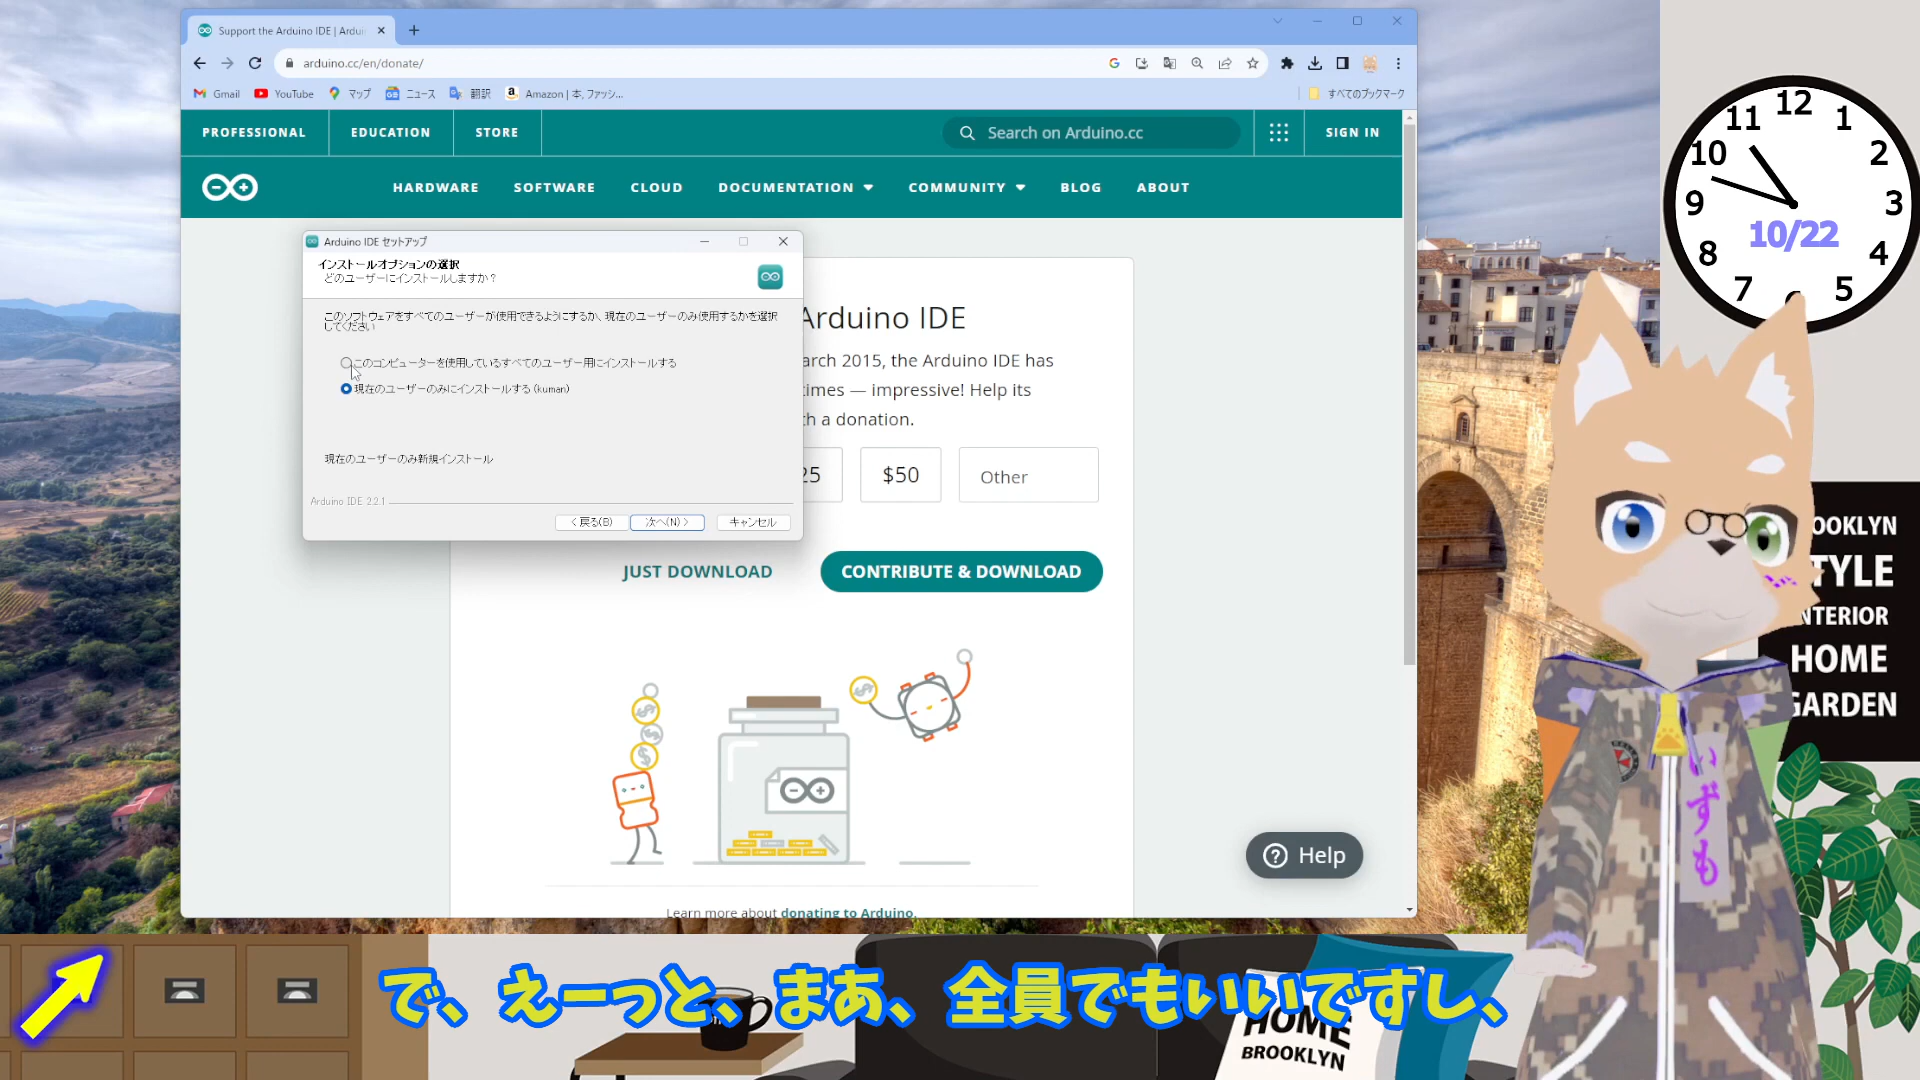 Support the Arduino IDE | Ardui
arduino.cc/en/donate/
Gmail
YouTube
マップ
ニュース
翻訳
Amazon | 本, ファッシ...
すべてのブックマーク
PROFESSIONAL
EDUCATION
STORE
Search on Arduino.cc
SIGN IN
HARDWARE
SOFTWARE
CLOUD
DOCUMENTATION
COMMUNITY
BLOG
ABOUT
Arduino IDE セットアップ
インストールオプションの選択
どのユーザーにインストールしますか?
このソフトウェアをすべてのユーザーが使用できるようにするか、現在のユーザーのみ使用するかを選択
してください
このコンピューターを使用しているすべてのユーザー用にインストールする
現在のユーザーのみにインストールする (kuman)
現在のユーザーのみ新規インストール
Arduino IDE 2.2.1
< 戻る(B)
次へ(N) >
キャンセル
Arduino IDE
arch 2015, the Arduino IDE has
times — impressive! Help its
th a donation.
25
$50
Other
JUST DOWNLOAD
CONTRIBUTE & DOWNLOAD
Help
Learn more about donating to Arduino.
12
1
2
3
4
5
7
8
9
10
11
10/22
OOKLYN
TYLE
NTERIOR
HOME
GARDEN
いずも
で、えーっと、まあ、全員でもいいですし、
HOME
BROOKLYN